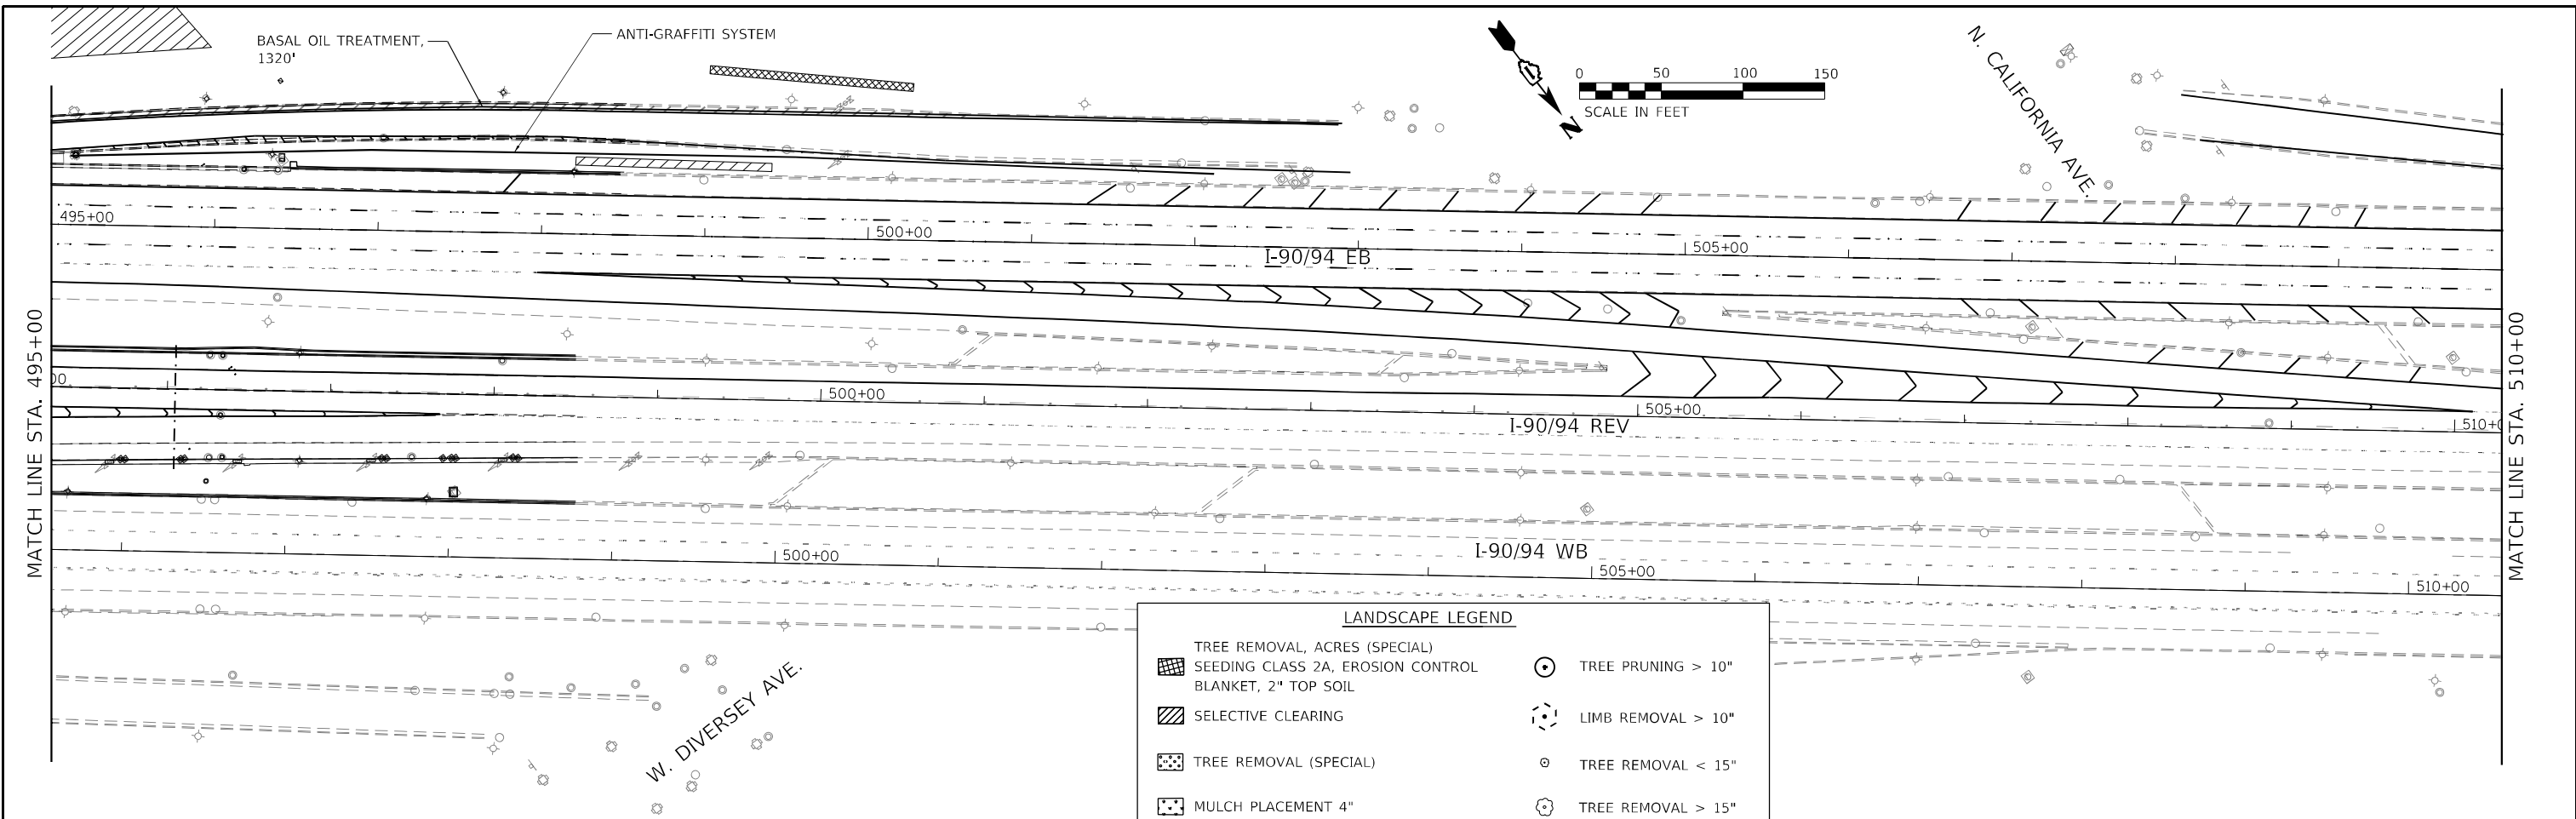 BASAL OIL TREATMENT,
1320'
ANTI-GRAFFITI SYSTEM
N
0 50 100 150
SCALE IN FEET
N. CALIFORNIA AVE.
MATCH LINE STA. 495+00
MATCH LINE STA. 510+00
495+00
500+00
505+00
I-90/94 EB
00
500+00
505+00
510+0
I-90/94 REV
500+00
505+00
510+00
I-90/94 WB
W. DIVERSEY AVE.
LANDSCAPE LEGEND
TREE REMOVAL, ACRES (SPECIAL)
SEEDING CLASS 2A, EROSION CONTROL
BLANKET, 2" TOP SOIL
SELECTIVE CLEARING
TREE REMOVAL (SPECIAL)
MULCH PLACEMENT 4"
TREE PRUNING > 10"
LIMB REMOVAL > 10"
TREE REMOVAL < 15"
TREE REMOVAL > 15"